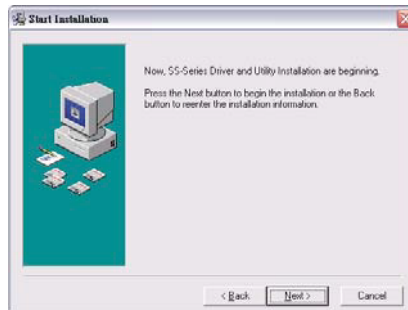 Start Installation
Now, SS-Series Driver and Utility Installation are beginning.
Press the Next button to begin the installation or the Back
button to reenter the installation information.
< Back
Next >
Cancel